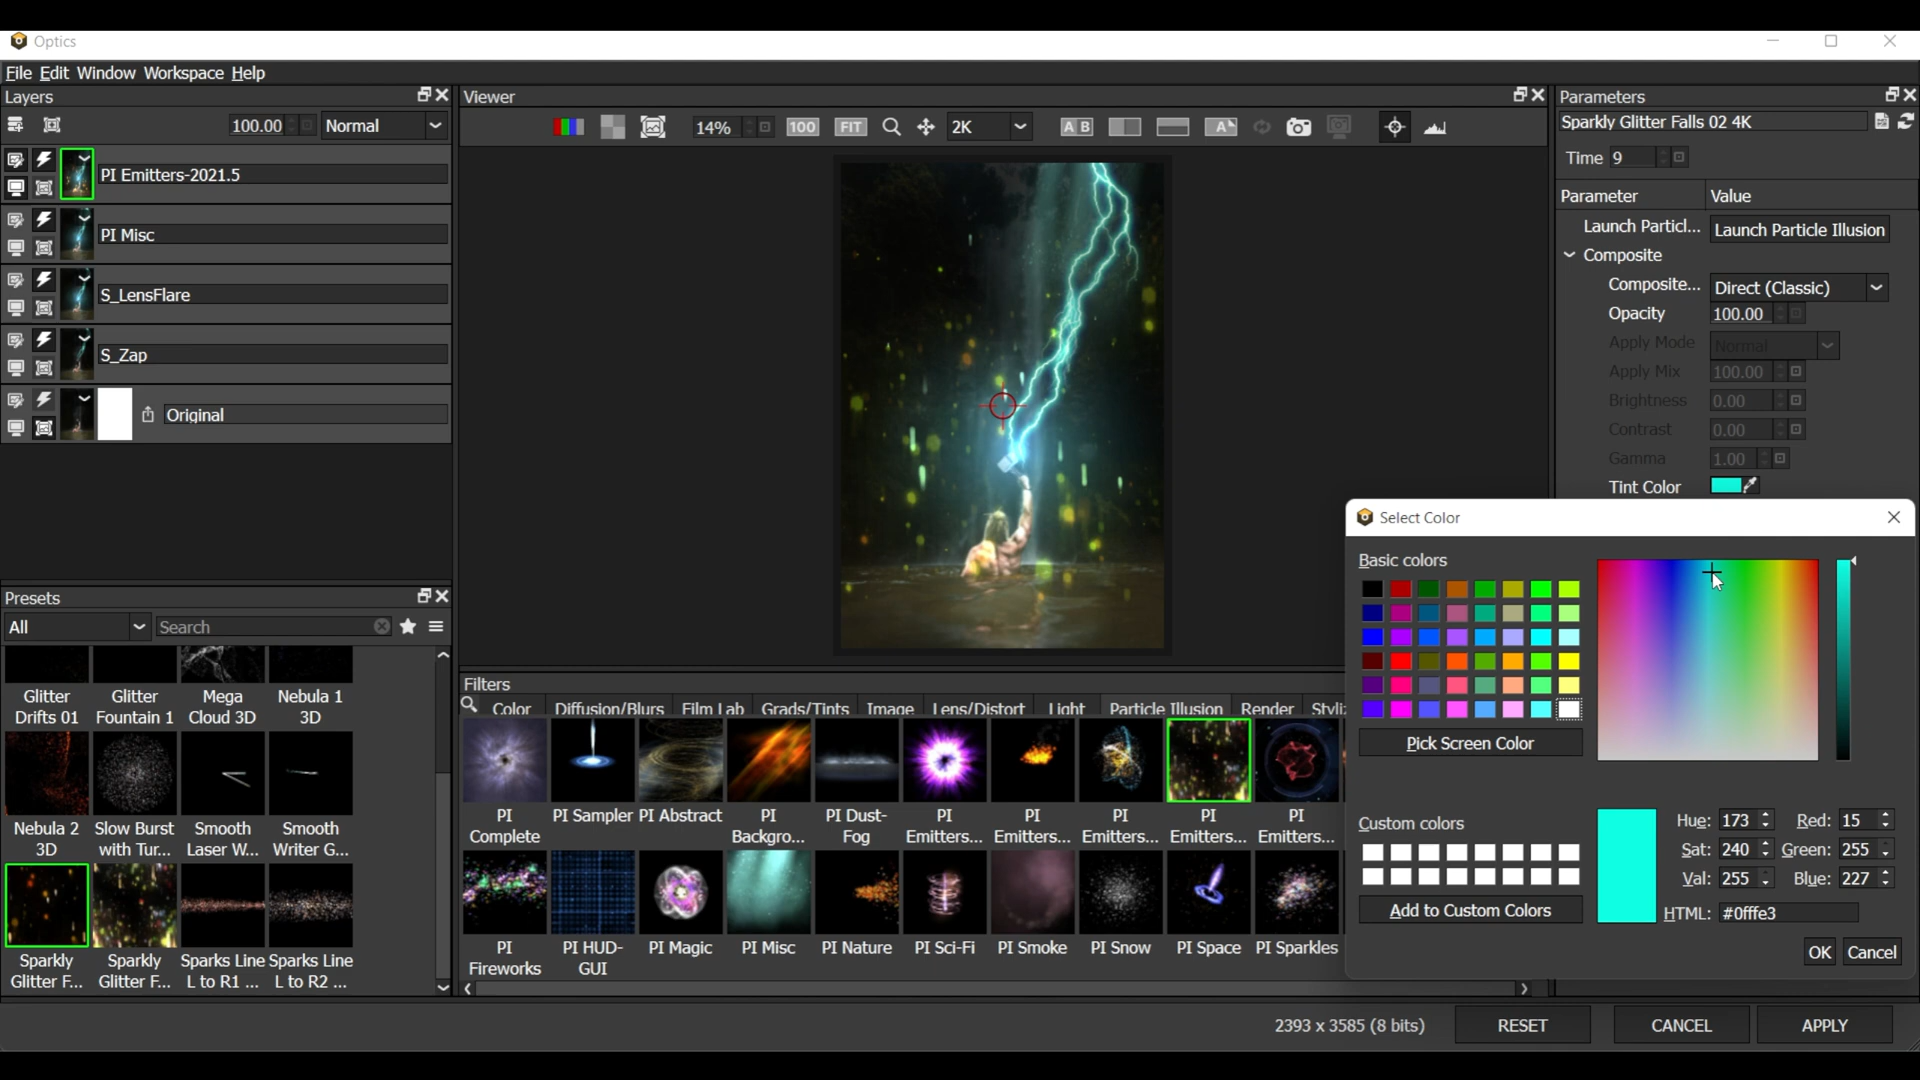 Optics
File Edit Window Workspace Help
Layers
100.00 Normal
PI Emitters-2021.5
PI Misc
S_LensFlare
S_Zap
Original
Presets
All Search
Glitter Drifts 01
Glitter Fountain 1
Mega Cloud 3D
Nebula 1 3D
Nebula 2 3D
Slow Burst with Tur...
Smooth Laser W...
Smooth Writer G...
Sparkly Glitter F...
Sparkly Glitter F...
Sparks Line L to R1 ...
Sparks Line L to R2 ...
Viewer
14% 100 FIT 2K A B A
Filters
Color Diffusion/Blurs Film Lab Grads/Tints Image Lens/Distort Light Particle Illusion Render Styliz
PI Complete
PI Sampler
PI Abstract
PI Backgro...
PI Dust-Fog
PI Emitters...
PI Emitters...
PI Emitters...
PI Emitters...
PI Emitters...
PI Fireworks
PI HUD-GUI
PI Magic
PI Misc
PI Nature
PI Sci-Fi
PI Smoke
PI Snow
PI Space
PI Sparkles
Parameters
Sparkly Glitter Falls 02 4K
Time 9
Parameter Value
Launch Particl... Launch Particle Illusion
Composite
Composite... Direct (Classic)
Opacity 100.00
Apply Mode Normal
Apply Mix 100.00
Brightness 0.00
Contrast 0.00
Gamma 1.00
Tint Color
Select Color
Basic colors
Pick Screen Color
Custom colors
Add to Custom Colors
Hue: 173 Red: 15
Sat: 240 Green: 255
Val: 255 Blue: 227
HTML: #0fffe3
OK Cancel
2393 x 3585 (8 bits) RESET CANCEL APPLY